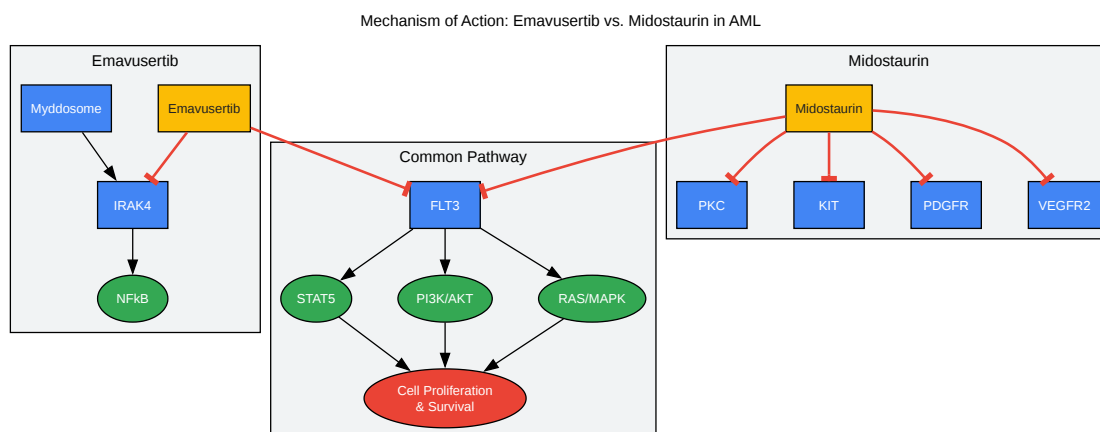 Mechanism of Action: Emavusertib vs. Midostaurin in AML
Emavusertib
Myddosome
Emavusertib
IRAK4
NFkB
Common Pathway
FLT3
STAT5
PI3K/AKT
RAS/MAPK
Cell Proliferation
& Survival
Midostaurin
Midostaurin
PKC
KIT
PDGFR
VEGFR2